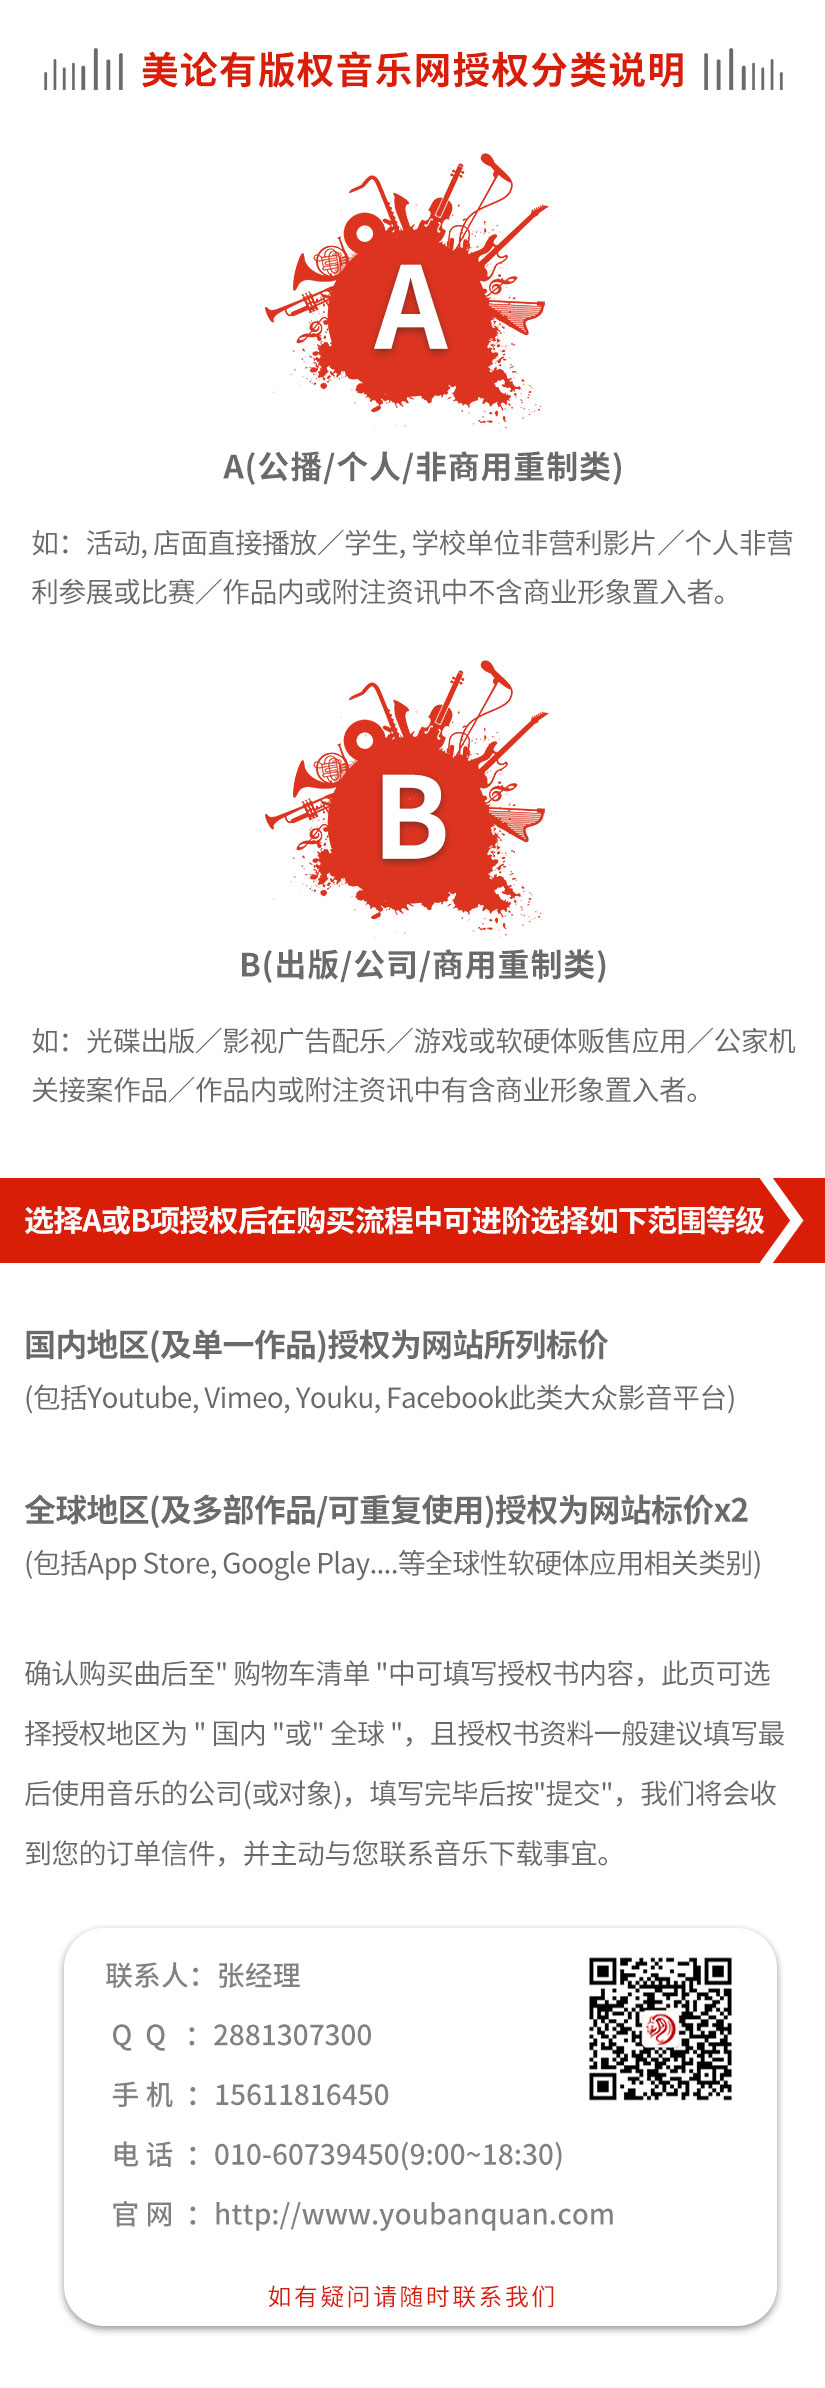 美论有版权音乐网授权分类说明
A
A(公播/个人/非商用重制类)
如：活动, 店面直接播放／学生, 学校单位非营利影片／个人非营
利参展或比赛／作品内或附注资讯中不含商业形象置入者。
B
B(出版/公司/商用重制类)
如：光碟出版／影视广告配乐／游戏或软硬体贩售应用／公家机
关接案作品／作品内或附注资讯中有含商业形象置入者。
选择A或B项授权后在购买流程中可进阶选择如下范围等级
国内地区(及单一作品)授权为网站所列标价
(包括Youtube, Vimeo, Youku, Facebook此类大众影音平台)
全球地区(及多部作品/可重复使用)授权为网站标价x2
(包括App Store, Google Play....等全球性软硬体应用相关类别)
确认购买曲后至" 购物车清单 "中可填写授权书内容，此页可选
择授权地区为 " 国内 "或" 全球 "，且授权书资料一般建议填写最
后使用音乐的公司(或对象)，填写完毕后按"提交"，我们将会收
到您的订单信件，并主动与您联系音乐下载事宜。
联系人：张经理
Q Q ：2881307300
手 机 ：15611816450
电 话 ：010-60739450(9:00~18:30)
官 网 ：http://www.youbanquan.com
如有疑问请随时联系我们